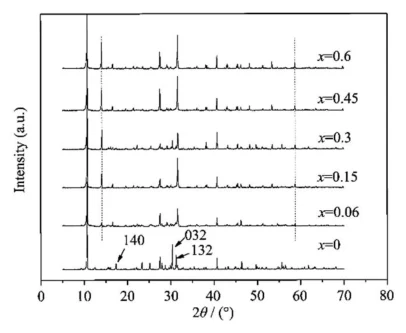 x=0.6
x=0.45
x=0.3
x=0.15
x=0.06
x=0
032
132
140
Intensity (a.u.)
0 10 20 30 40 50 60 70 80
2θ / (°)